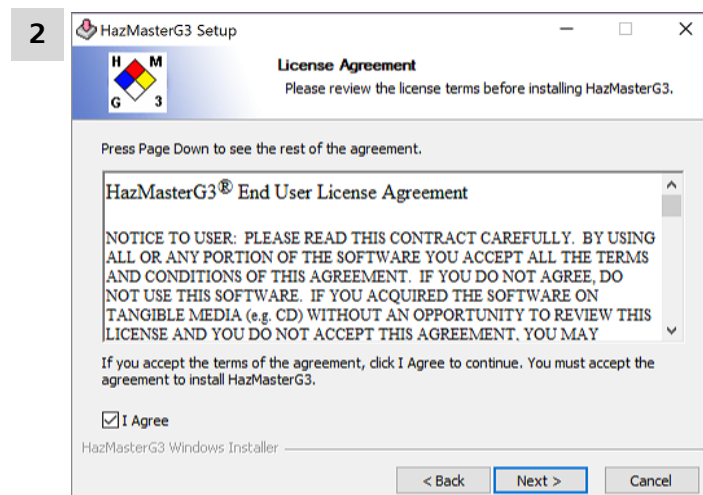 2
HazMasterG3 Setup
H M
G 3
License Agreement
Please review the license terms before installing HazMasterG3.
Press Page Down to see the rest of the agreement.
HazMasterG3® End User License Agreement
NOTICE TO USER: PLEASE READ THIS CONTRACT CAREFULLY. BY USING
ALL OR ANY PORTION OF THE SOFTWARE YOU ACCEPT ALL THE TERMS
AND CONDITIONS OF THIS AGREEMENT. IF YOU DO NOT AGREE, DO
NOT USE THIS SOFTWARE. IF YOU ACQUIRED THE SOFTWARE ON
TANGIBLE MEDIA (e.g. CD) WITHOUT AN OPPORTUNITY TO REVIEW THIS
LICENSE AND YOU DO NOT ACCEPT THIS AGREEMENT, YOU MAY
If you accept the terms of the agreement, click I Agree to continue. You must accept the
agreement to install HazMasterG3.
I Agree
HazMasterG3 Windows Installer
< Back Next > Cancel